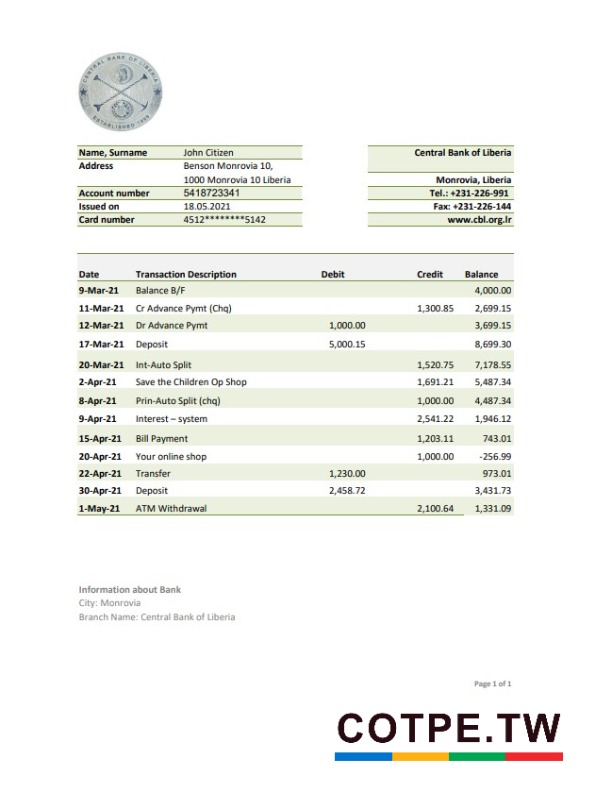 CENTRAL BANK OF LIBERIA
ESTABLISHED 1999
Name, Surname John Citizen
Address Benson Monrovia 10,
1000 Monrovia 10 Liberia
Account number 5418723341
Issued on 18.05.2021
Card number 4512********5142
Central Bank of Liberia
Monrovia, Liberia
Tel.: +231-226-991
Fax: +231-226-144
www.cbl.org.lr
Date Transaction Description Debit Credit Balance
9-Mar-21 Balance B/F 4,000.00
11-Mar-21 Cr Advance Pymt (Chq) 1,300.85 2,699.15
12-Mar-21 Dr Advance Pymt 1,000.00 3,699.15
17-Mar-21 Deposit 5,000.15 8,699.30
20-Mar-21 Int-Auto Split 1,520.75 7,178.55
2-Apr-21 Save the Children Op Shop 1,691.21 5,487.34
8-Apr-21 Prin-Auto Split (chq) 1,000.00 4,487.34
9-Apr-21 Interest – system 2,541.22 1,946.12
15-Apr-21 Bill Payment 1,203.11 743.01
20-Apr-21 Your online shop 1,000.00 -256.99
22-Apr-21 Transfer 1,230.00 973.01
30-Apr-21 Deposit 2,458.72 3,431.73
1-May-21 ATM Withdrawal 2,100.64 1,331.09
Information about Bank
City: Monrovia
Branch Name: Central Bank of Liberia
Page 1 of 1
COTPE.TW